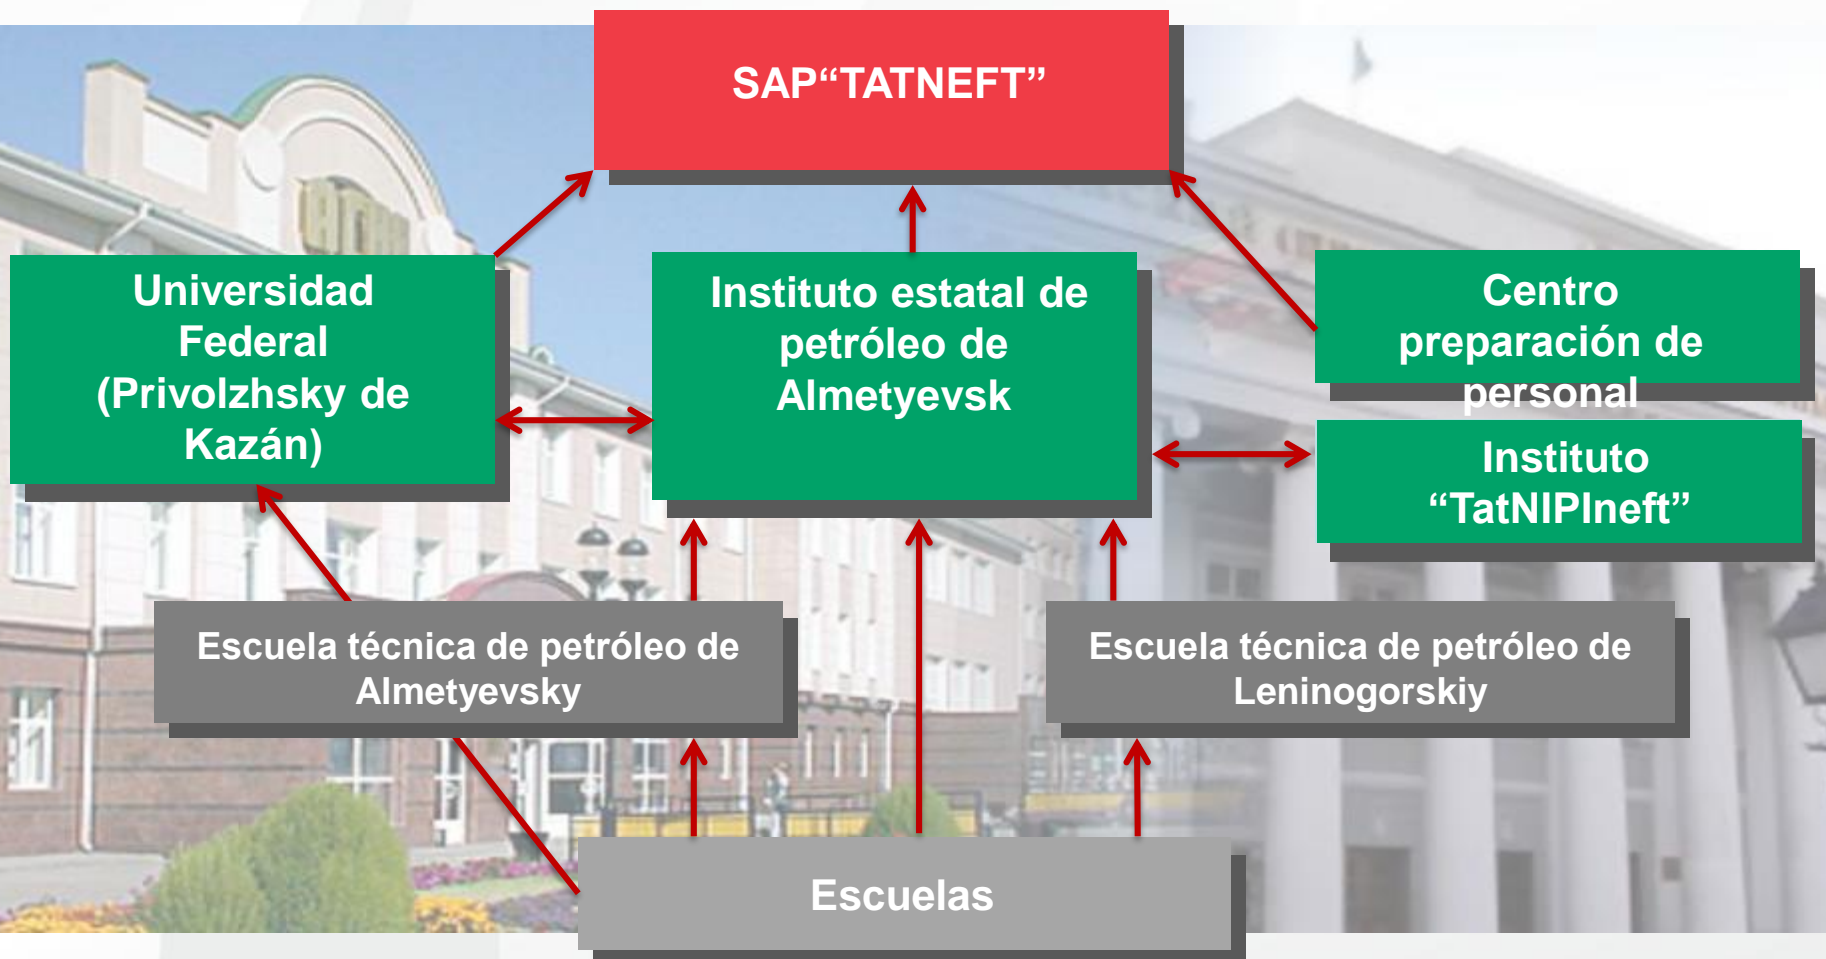 SAP“TATNEFT”
Universidad
Federal
(Privolzhsky de
Kazán)
Instituto estatal de
petróleo de
Almetyevsk
Centro
preparación de
personal
Instituto
“TatNIPIneft”
Escuela técnica de petróleo de
Almetyevsky
Escuela técnica de petróleo de
Leninogorskiy
Escuelas